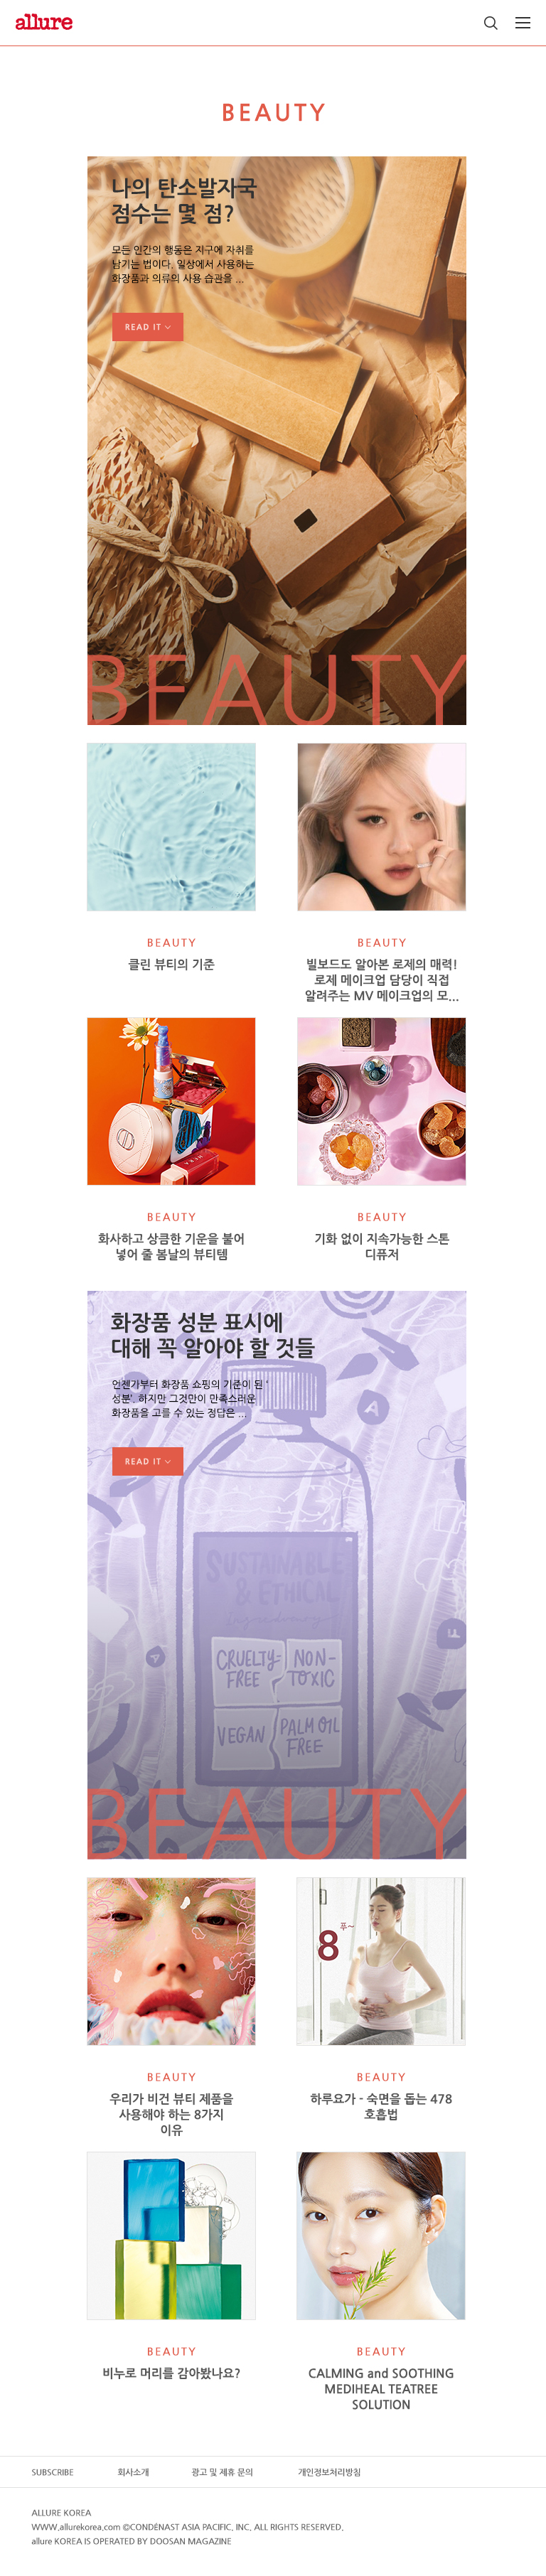 allure
BEAUTY
나의 탄소발자국
점수는 몇 점?
모든 인간의 행동은 지구에 자취를
남기는 법이다. 일상에서 사용하는
화장품과 의류의 사용 습관을 ...
READ IT
BEAUTY
BEAUTY
클린 뷰티의 기준
BEAUTY
빌보드도 알아본 로제의 매력!
로제 메이크업 담당이 직접
알려주는 MV 메이크업의 모...
BEAUTY
화사하고 상큼한 기운을 불어
넣어 줄 봄날의 뷰티템
BEAUTY
기화 없이 지속가능한 스톤
디퓨저
화장품 성분 표시에
대해 꼭 알아야 할 것들
언젠가부터 화장품 쇼핑의 기준이 된 '
성분'. 하지만 그것만이 만족스러운
화장품을 고를 수 있는 정답은 ...
READ IT
A
SUSTAINABLE
& ETHICAL
CRUELTY-
FREE
NON-
TOXIC
VEGAN
PALM OIL
FREE
BEAUTY
푸~
8
BEAUTY
우리가 비건 뷰티 제품을
사용해야 하는 8가지
이유
BEAUTY
하루요가 - 숙면을 돕는 478
호흡법
BEAUTY
비누로 머리를 감아봤나요?
BEAUTY
CALMING and SOOTHING
MEDIHEAL TEATREE
SOLUTION
SUBSCRIBE 회사소개 광고 및 제휴 문의 개인정보처리방침
ALLURE KOREA
WWW.allurekorea.com ©CONDÉNAST ASIA PACIFIC, INC. ALL RIGHTS RESERVED.
allure KOREA IS OPERATED BY DOOSAN MAGAZINE